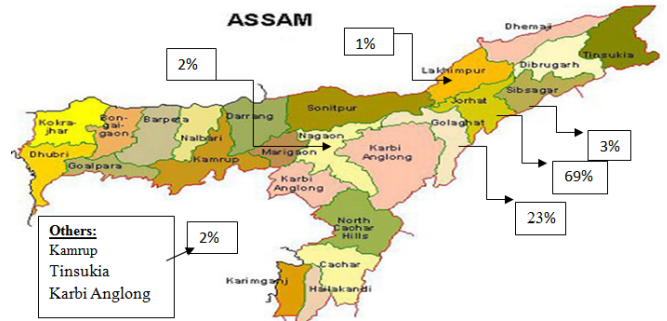 ASSAM
Dhemaji
1%
Tinsukia
2%
Lakhimpur
Dibrugarh
Sibsagar
Jorhat
Sonitpur
Kokra-
jhar
Bon-
gai-
gaon
Barpeta
Darrang
Nalbari
Golaghat
Nagaon
Karbi
Anglong
3%
Dhubri
Goalpara
Kamrup
Marigaon
69%
Karbi
Anglong
23%
North
Cachar
Hills
Others:
Kamrup
Tinsukia
Karbi Anglong
2%
Cachar
Karimganj
Hailakandi